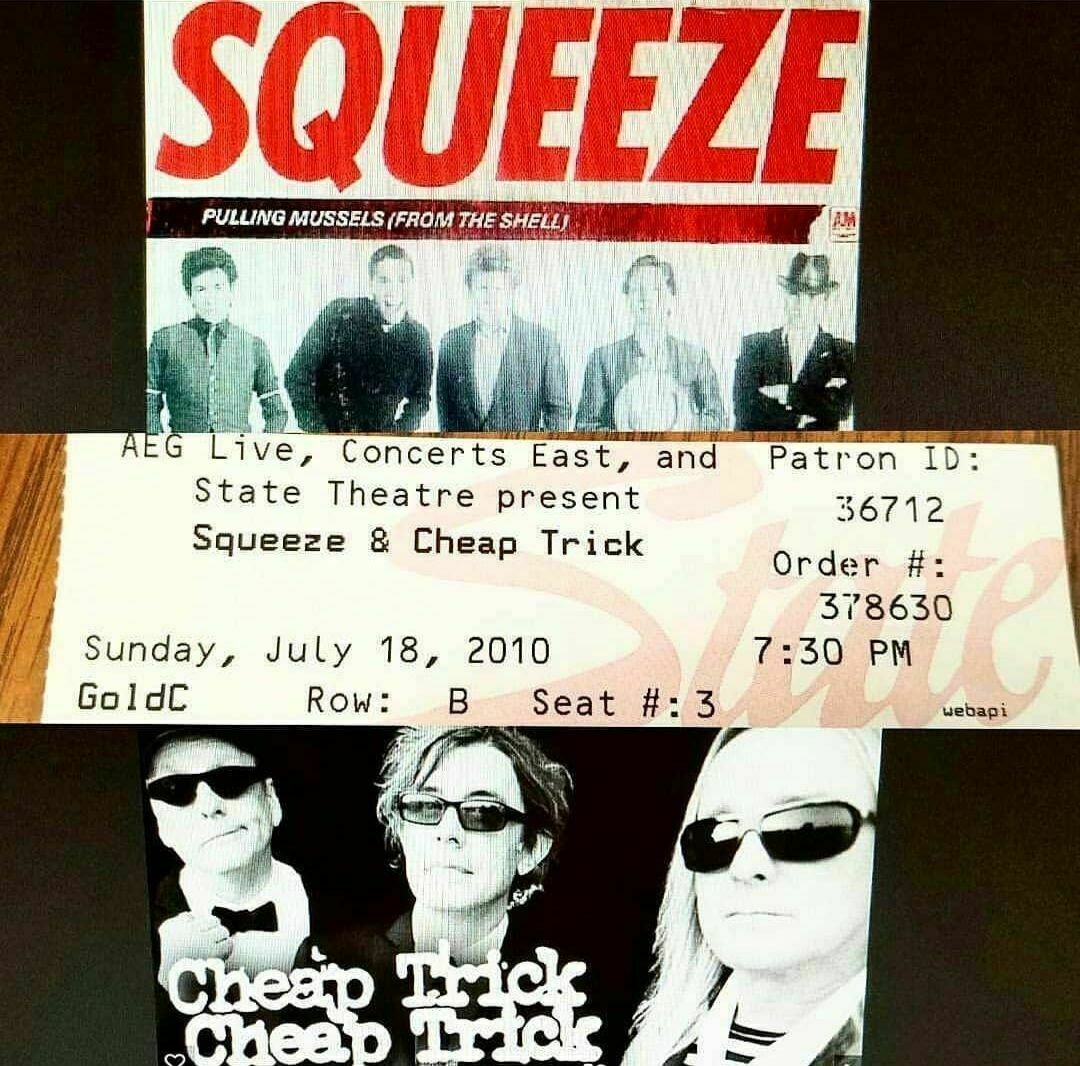 SQUEEZE
PULLING MUSSELS (FROM THE SHELL)
A&M
AEG Live, Concerts East, and
State Theatre present
Squeeze & Cheap Trick
Patron ID:
36712
Order #:
378630
Sunday, July 18, 2010 7:30 PM
GoldC Row: B Seat #: 3
webapi
State
Cheap Trick
Cheap Trick